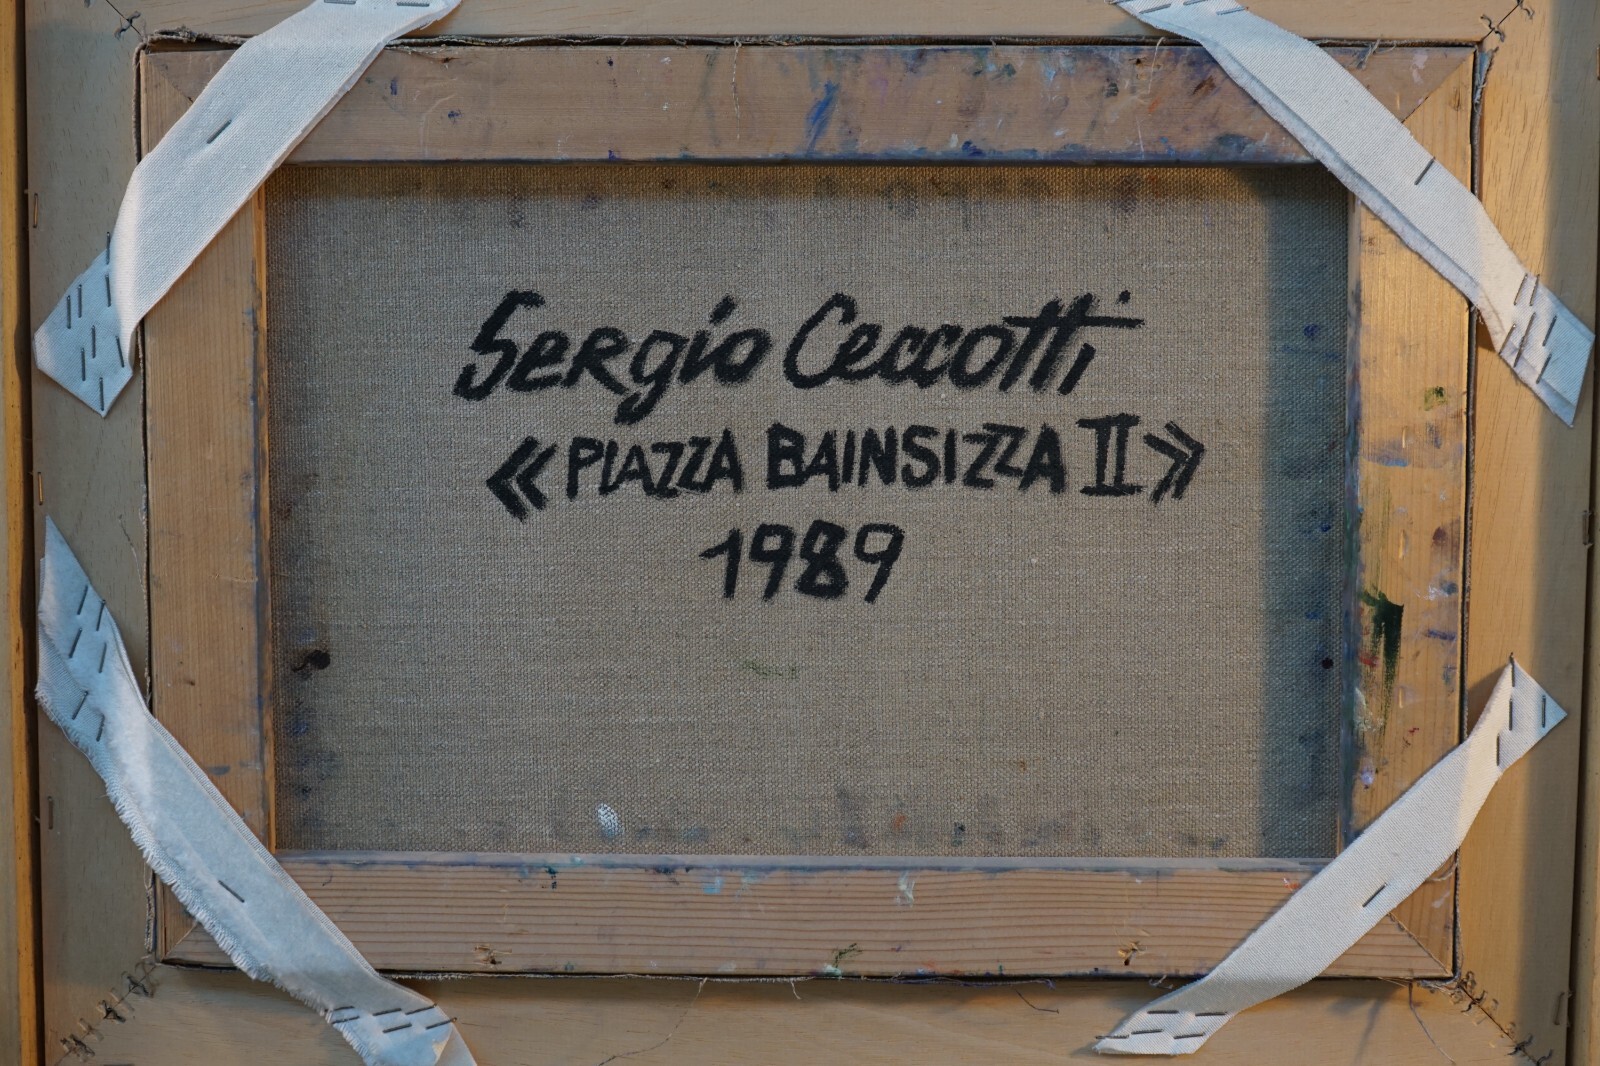 Sergio Ceccotti
«PIAZZA BAINSIZZA II»
1989